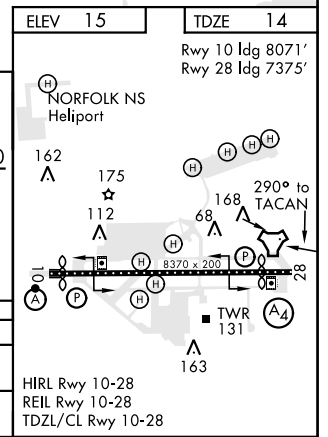 ELEV 15
TDZE 14
Rwy 10 ldg 8071'
Rwy 28 ldg 7375'
H
NORFOLK NS
Heliport
H
H
H
H
H
162
175
112
68
168
290° to
TACAN
H
H
H
H
8370 x 200
P
P
10
28
A
A4
TWR
131
163
HIRL Rwy 10-28
REIL Rwy 10-28
TDZL/CL Rwy 10-28